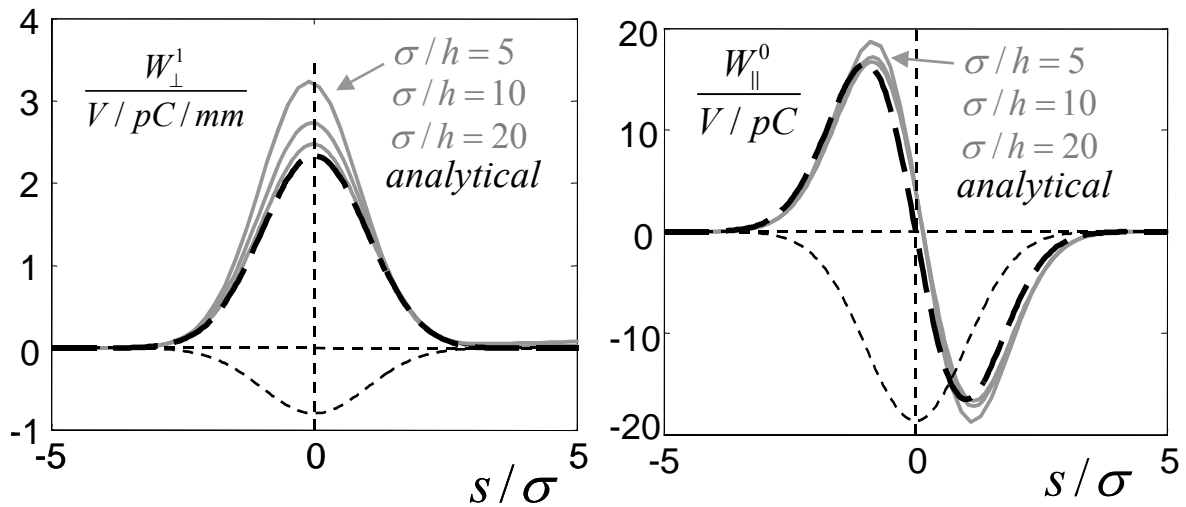 4
3
2
1
0
-1
W⊥^1
V / pC / mm
σ / h = 5
σ / h = 10
σ / h = 20
analytical
-5
0
5
s / σ
20
10
0
-10
-20
W∥^0
V / pC
σ / h = 5
σ / h = 10
σ / h = 20
analytical
-5
0
5
s / σ